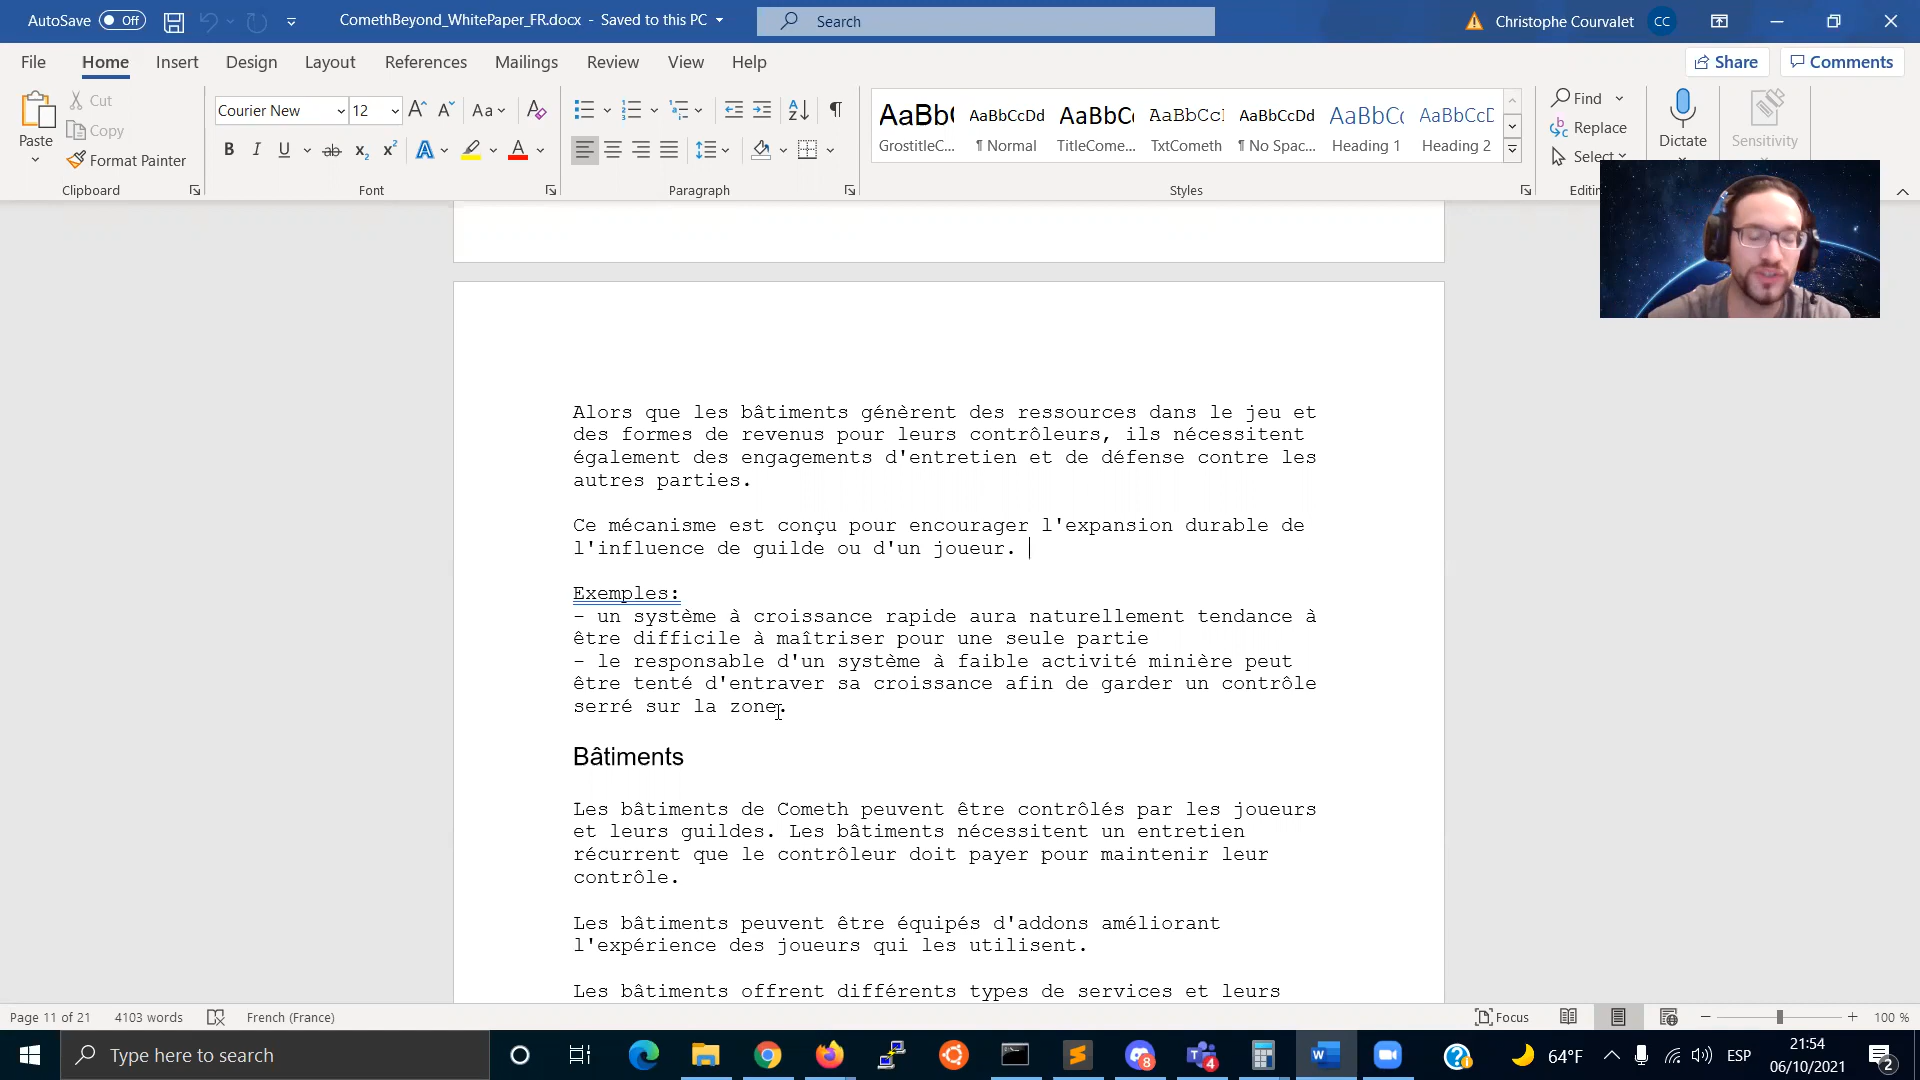 AutoSave Off
ComethBeyond_WhitePaper_FR.docx - Saved to this PC
Search
Christophe Courvalet CC
File Home Insert Design Layout References Mailings Review View Help
Share Comments
Paste
Cut
Copy
Format Painter
Clipboard
Courier New 12
Font
Paragraph
AaBb( AaBbCcDd AaBbC( AaBbCcI AaBbCcDd AaBbC( AaBbCcD
GrostitleC... ¶ Normal TitleCome... TxtCometh ¶ No Spac... Heading 1 Heading 2
Styles
Find
Replace
Select
Dictate
Sensitivity
Alors que les bâtiments génèrent des ressources dans le jeu et
des formes de revenus pour leurs contrôleurs, ils nécessitent
également des engagements d'entretien et de défense contre les
autres parties.
Ce mécanisme est conçu pour encourager l'expansion durable de
l'influence de guilde ou d'un joueur.
Exemples:
- un système à croissance rapide aura naturellement tendance à
être difficile à maîtriser pour une seule partie
- le responsable d'un système à faible activité minière peut
être tenté d'entraver sa croissance afin de garder un contrôle
serré sur la zone.
Bâtiments
Les bâtiments de Cometh peuvent être contrôlés par les joueurs
et leurs guildes. Les bâtiments nécessitent un entretien
récurrent que le contrôleur doit payer pour maintenir leur
contrôle.
Les bâtiments peuvent être équipés d'addons améliorant
l'expérience des joueurs qui les utilisent.
Les bâtiments offrent différents types de services et leurs
Page 11 of 21 4103 words French (France)
Focus 100 %
Type here to search
8
4
64°F
ESP
21:54
06/10/2021
2